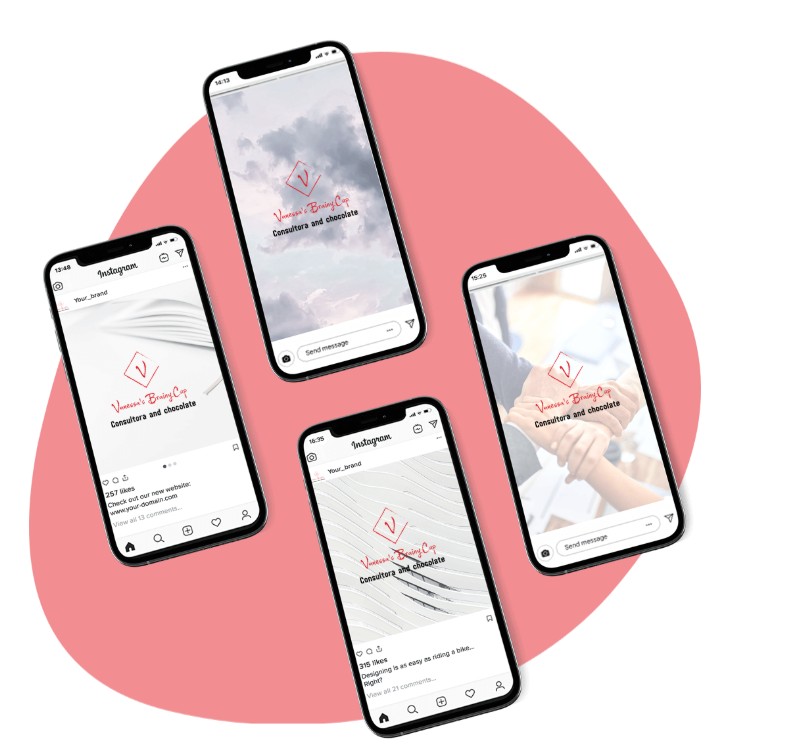 14:13
V
Vanessa's Brainy Cup
Consultora and chocolate
Send message
13:48
Instagram
Your_brand
V
Vanessa's Brainy Cup
Consultora and chocolate
257 likes
Check out our new website:
www.your-domain.com
View all 13 comments...
15:25
V
Vanessa's Brainy Cup
Consultora and chocolate
Send message
16:35
Instagram
Your_brand
V
Vanessa's Brainy Cup
Consultora and chocolate
315 likes
Designing is as easy as riding a bike...
Right?
View all 21 comments...